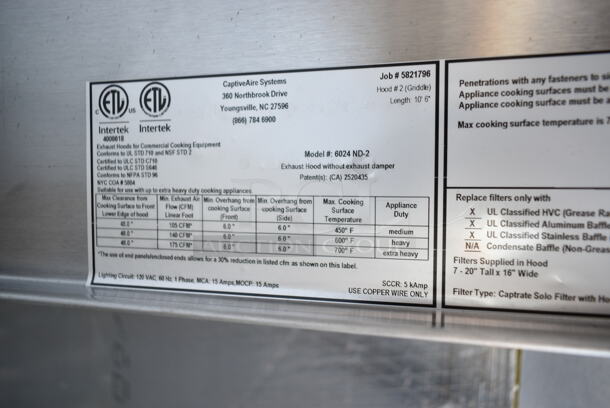 CaptiveAire Systems
360 Northbrook Drive
Youngsville, NC 27596
(866) 784 6900
Job # 5821796
Hood # 2 (Griddle)
Length: 10' 6"
C ETL US ETL
Intertek Intertek
4008618
Exhaust Hoods for Commercial Cooking Equipment
Conforms to UL STD 710 and NSF STD 2
Certified to ULC STD C710
Certified to ULC STD S646
Conforms to NFPA STD 96
NYC COA # 5864
Suitable for use with up to extra heavy duty cooking appliances.
Model #: 6024 ND-2
Exhaust Hood without exhaust damper
Patent(s): (CA) 2520435
Max Clearance from Cooking Surface to Front Lower Edge of hood
Min. Exhaust Air Flow (CFM) Linear Foot
Min. Overhang from cooking Surface (Front)
Min. Overhang from cooking Surface (Side)
Max. Cooking Surface Temperature
Appliance Duty
48.0" 105 CFM* 6.0" 6.0" 450° F medium
48.0" 140 CFM* 6.0" 6.0" 600° F heavy
48.0" 175 CFM* 6.0" 6.0" 700° F extra heavy
*The use of end panels/enclosed ends allows for a 30% reduction in listed cfm as shown on this label.
Lighting Circuit: 120 VAC, 60 Hz, 1 Phase, MCA: 15 Amps, MOCP: 15 Amps
SCCR: 5 kAmp
USE COPPER WIRE ONLY
Penetrations with any fasteners to
Appliance cooking surfaces must be
Appliance cooking surface must be
Max cooking surface temperature is
Replace filters only with
X UL Classified HVC (Grease
X UL Classified Aluminum Baffle
X UL Classified Stainless Baffle
N/A Condensate Baffle (Non-Grease
Filters Supplied in Hood
7 - 20" Tall x 16" Wide
Filter Type: Captrate Solo Filter with